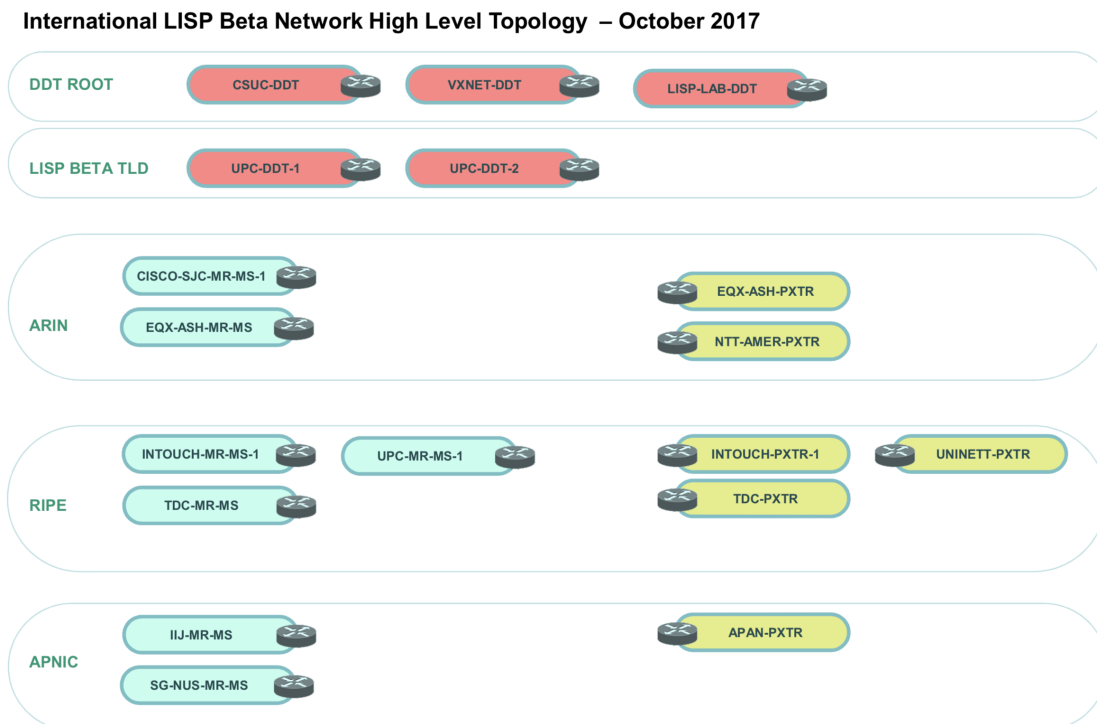 International LISP Beta Network High Level Topology – October 2017
DDT ROOT
CSUC-DDT
VXNET-DDT
LISP-LAB-DDT
LISP BETA TLD
UPC-DDT-1
UPC-DDT-2
ARIN
CISCO-SJC-MR-MS-1
EQX-ASH-MR-MS
EQX-ASH-PXTR
NTT-AMER-PXTR
RIPE
INTOUCH-MR-MS-1
UPC-MR-MS-1
INTOUCH-PXTR-1
UNINETT-PXTR
TDC-MR-MS
TDC-PXTR
APNIC
IIJ-MR-MS
APAN-PXTR
SG-NUS-MR-MS